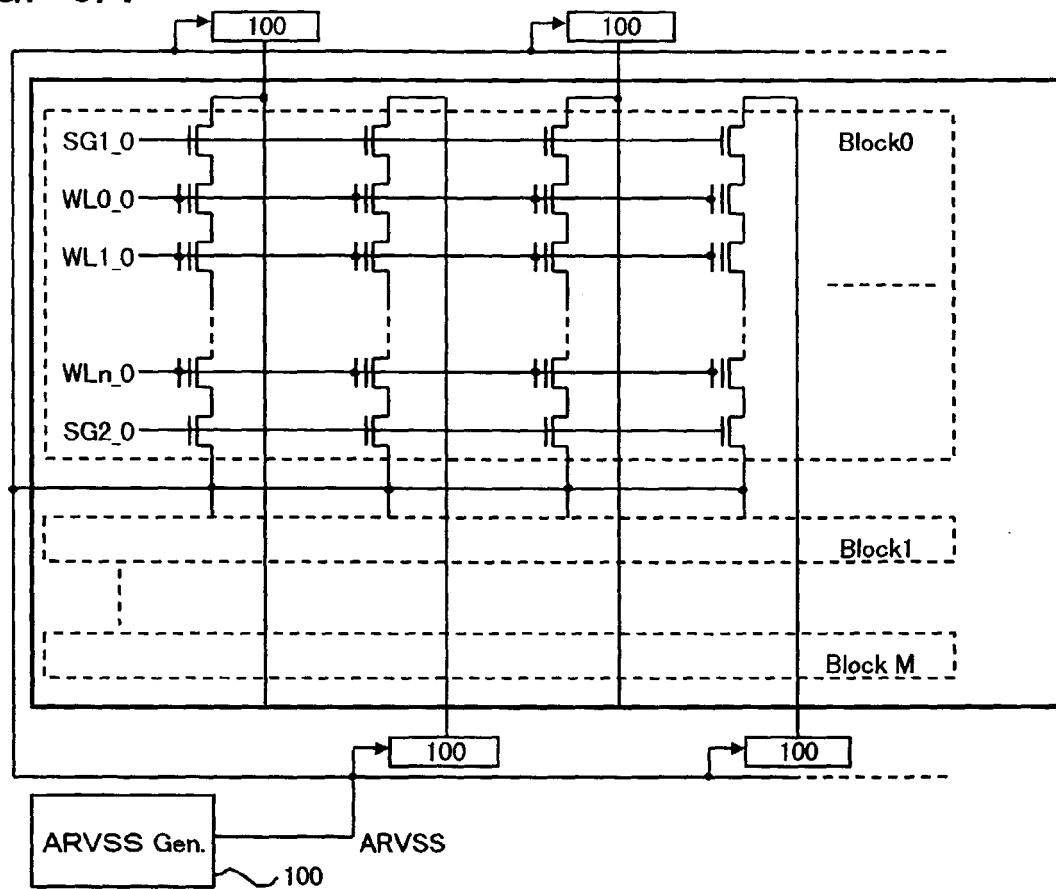 100 100
SG1_0
Block0
WL0_0
WL1_0
WLn_0
SG2_0
Block1
Block M
100 100
ARVSS Gen.
ARVSS
100